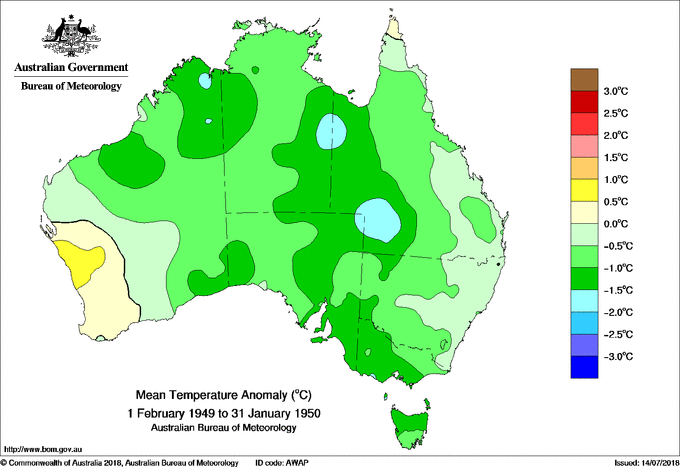 Australian Government
Bureau of Meteorology
3.0°C
2.5°C
2.0°C
1.5°C
1.0°C
0.5°C
0.0°C
-0.5°C
-1.0°C
-1.5°C
-2.0°C
-2.5°C
-3.0°C
Mean Temperature Anomaly (°C)
1 February 1949 to 31 January 1950
Australian Bureau of Meteorology
http://www.bom.gov.au
© Commonwealth of Australia 2018, Australian Bureau of Meteorology ID code: AWAP Issued: 14/07/2018